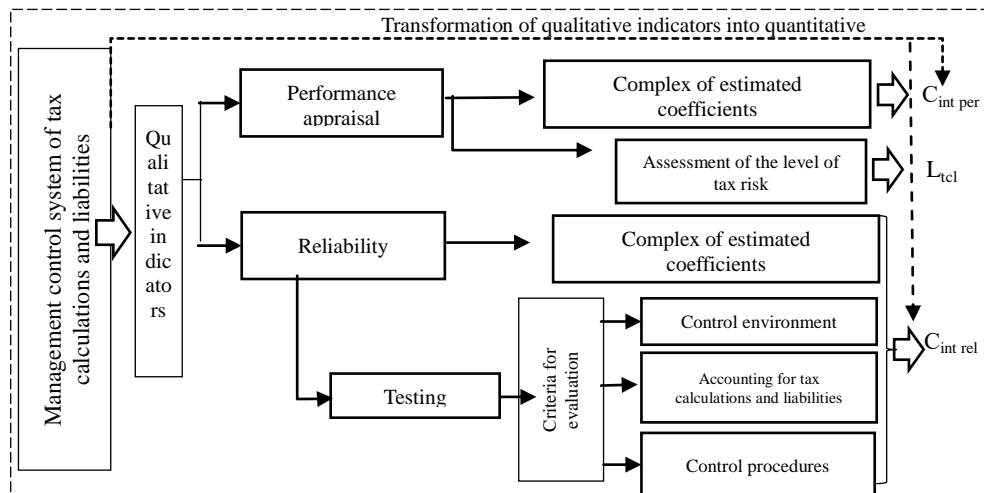 Transformation of qualitative indicators into quantitative
Management control system of tax
calculations and liabilities
Qu
ali
tat
ive in
dic
ato
rs
Performance
appraisal
Complex of estimated
coefficients
C int per
Assessment of the level of
tax risk
L tcl
Reliability
Complex of estimated
coefficients
Testing
Criteria for
evaluation
Control environment
Accounting for tax
calculations and liabilities
Control procedures
C int rel